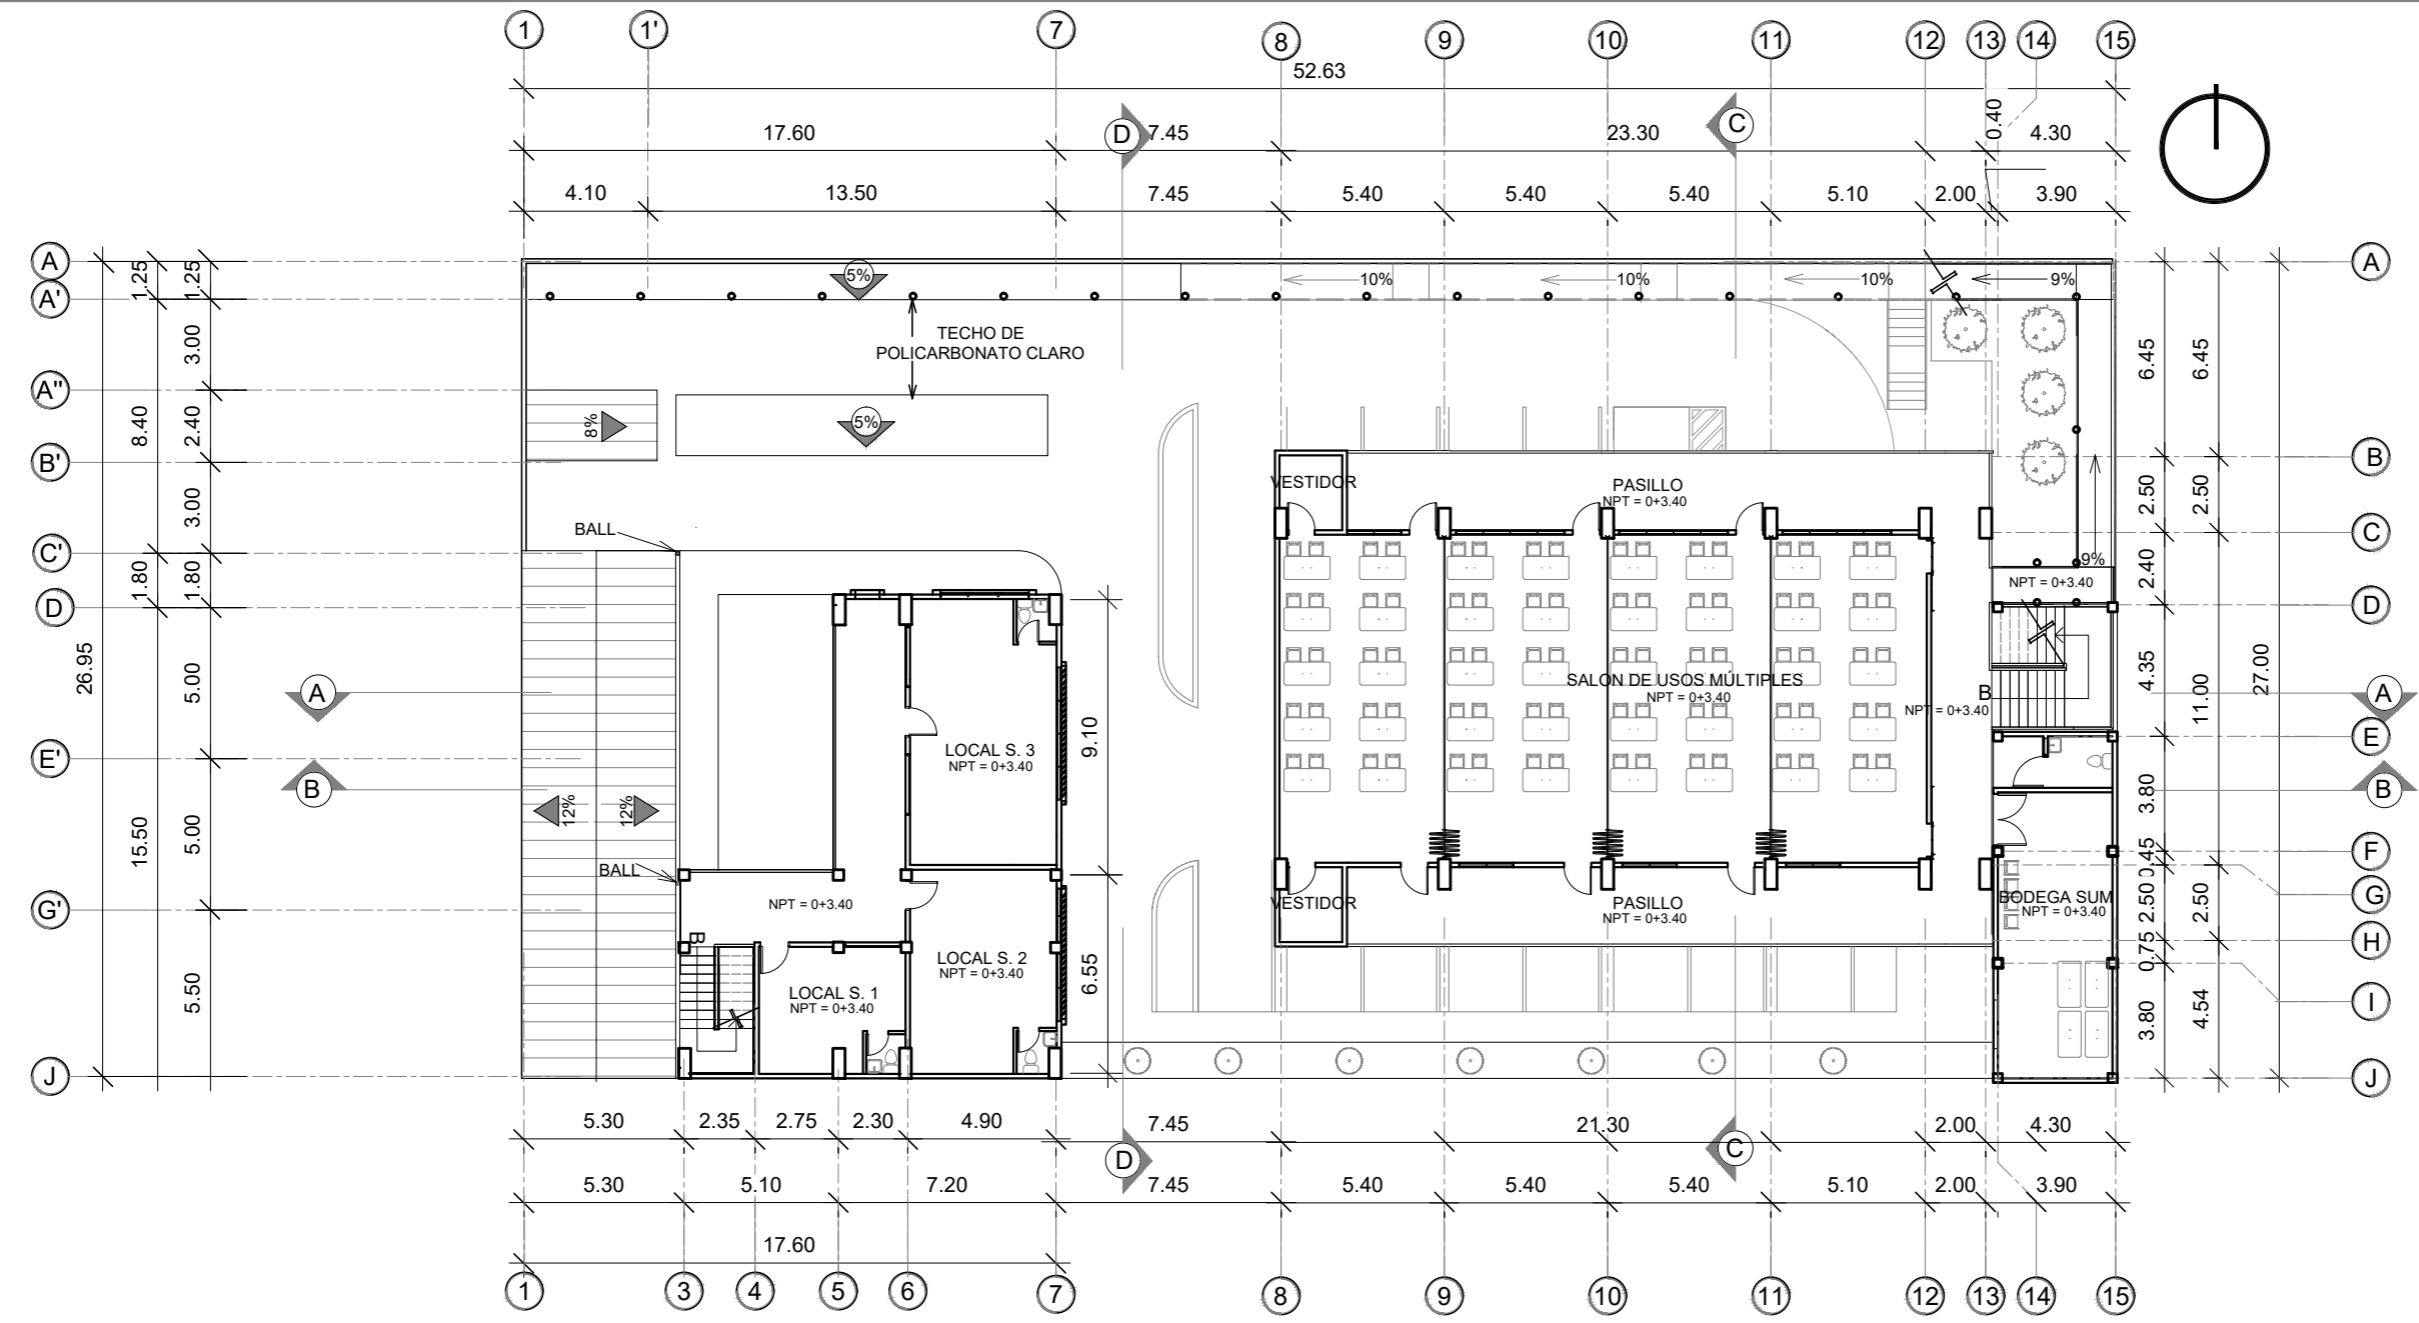 1 1' 7 8 9 10 11 12 13 14 15
52.63
17.60 7.45 23.30 0.40 4.30
D C
4.10 13.50 7.45 5.40 5.40 5.40 5.10 2.00 3.90
A 1.25 1.25 A
A'
5% 10% 10% 10% 9%
TECHO DE
POLICARBONATO CLARO
3.00 6.45 6.45
A''
8.40 2.40 8% 5%
B' B
VESTIDOR PASILLO
NPT = 0+3.40
3.00 2.50 2.50
BALL
C' C
1.80 1.80 9% 2.40
NPT = 0+3.40
D D
26.95 5.00 4.35 11.00 27.00
SALON DE USOS MÚLTIPLES
NPT = 0+3.40
A B A
NPT = 0+3.40
9.10
LOCAL S. 3
NPT = 0+3.40
E' E
B B
12% 12% 3.80
15.50 5.00
BALL
F
0.45
G
G' NPT = 0+3.40
VESTIDOR PASILLO BODEGA SUM
NPT = 0+3.40 NPT = 0+3.40
2.50 2.50
B H
0.75
LOCAL S. 2
NPT = 0+3.40
LOCAL S. 1
NPT = 0+3.40
5.50 6.55 3.80 4.54
I
J J
5.30 2.35 2.75 2.30 4.90 7.45 21.30 2.00 4.30
D C
5.30 5.10 7.20 7.45 5.40 5.40 5.40 5.10 2.00 3.90
17.60
1 3 4 5 6 7 8 9 10 11 12 13 14 15